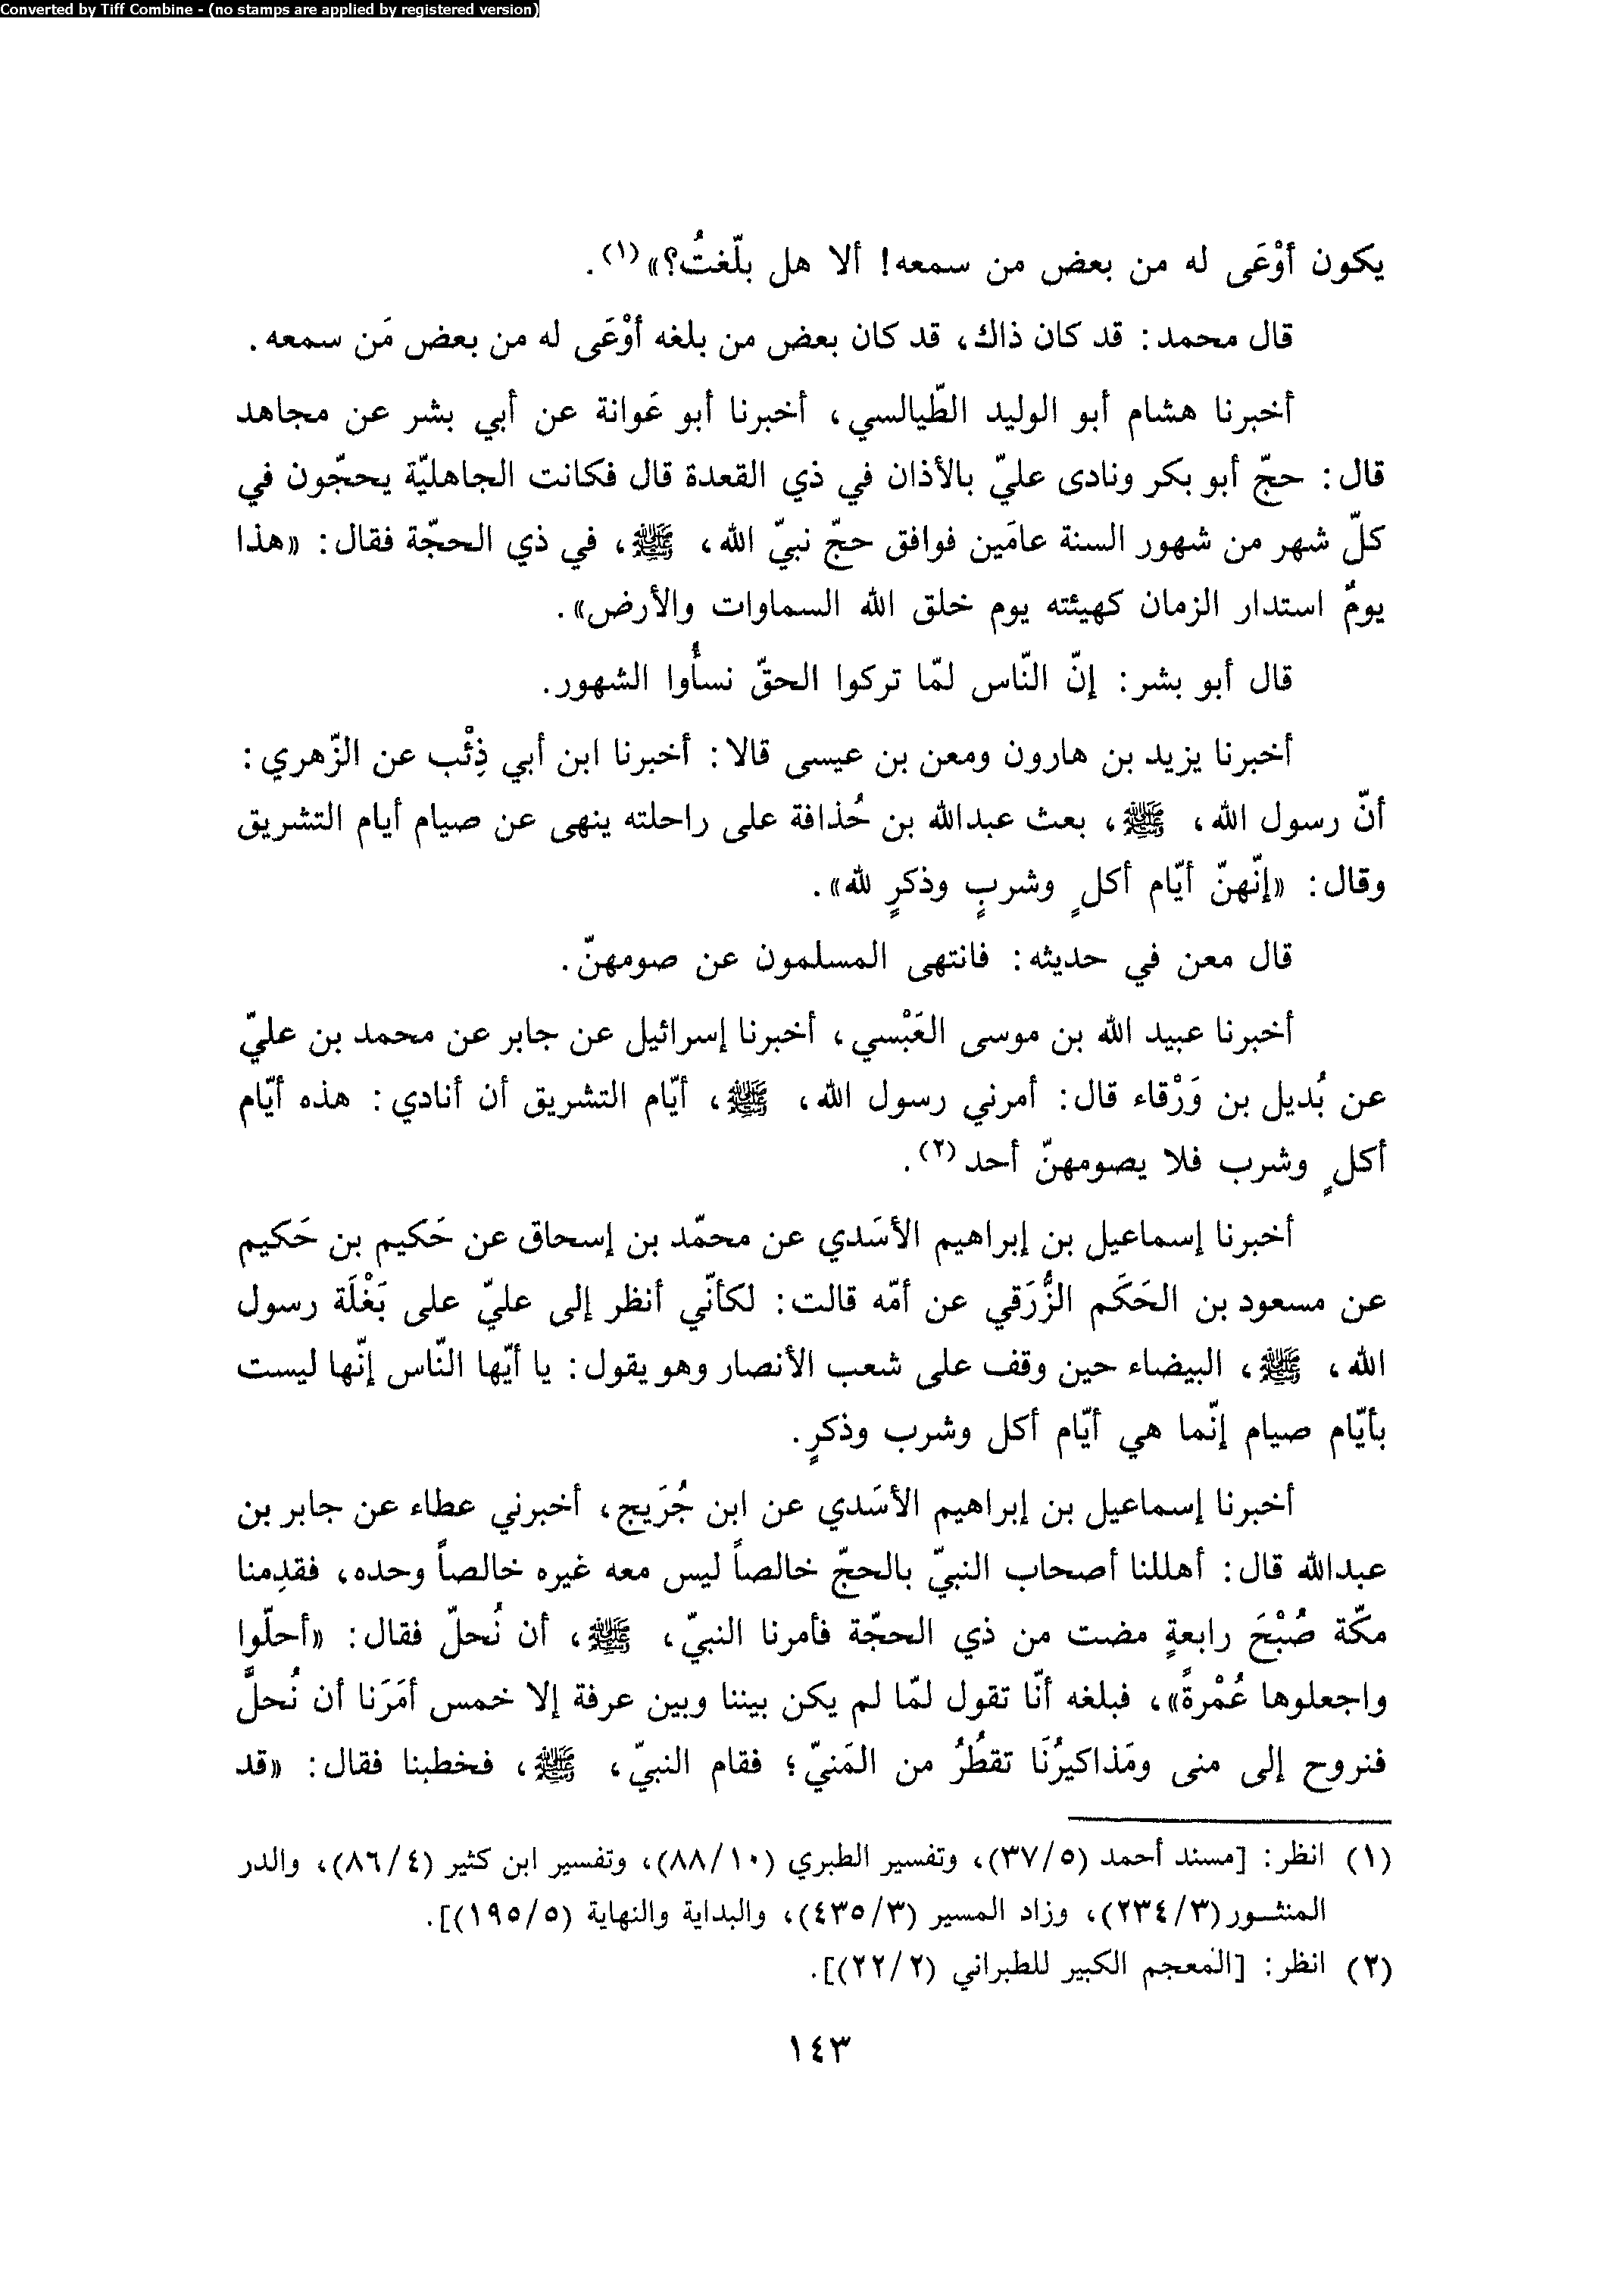 Converted by Tiff Combine - (no stamps are applied by registered version)
يكون أَوْعَى له من بعض من سمعه! ألا هل بلّغتُ؟»(١).
قال محمد: قد كان ذاك، قد كان بعض من بلغه أَوْعَى له من بعض مَن سمعه.
أخبرنا هشام أبو الوليد الطّيالسي، أخبرنا أبو عَوانة عن أبي بشر عن مجاهد
قال: حجّ أبو بكر ونادى عليّ بالأذان في ذي القعدة قال فكانت الجاهليّة يحجّون في
كلّ شهر من شهور السنة عامَين فوافق حجّ نبيّ الله، ﷺ، في ذي الحجّة فقال: «هذا
يومٌ استدار الزمان كهيئته يوم خلق الله السماوات والأرض».
قال أبو بشر: إنّ النّاس لمّا تركوا الحقّ نسأُوا الشهور.
أخبرنا يزيد بن هارون ومعن بن عيسى قالا: أخبرنا ابن أبي ذِئْب عن الزّهري:
أنّ رسول الله، ﷺ، بعث عبدالله بن حُذافة على راحلته ينهى عن صيام أيام التشريق
وقال: «إنّهنّ أيّام أكلٍ وشربٍ وذكرٍ لله».
قال معن في حديثه: فانتهى المسلمون عن صومهنّ.
أخبرنا عبيد الله بن موسى العَبْسي، أخبرنا إسرائيل عن جابر عن محمد بن عليّ
عن بُديل بن وَرْقاء قال: أمرني رسول الله، ﷺ، أيّام التشريق أن أنادي: هذه أيّام
أكلٍ وشرب فلا يصومهنّ أحد(٢).
أخبرنا إسماعيل بن إبراهيم الأسَدي عن محمّد بن إسحاق عن حَكيم بن حَكيم
عن مسعود بن الحَكَم الزُّرَقي عن أمّه قالت: لكأنّي أنظر إلى عليّ على بَغْلَة رسول
الله، ﷺ، البيضاء حين وقف على شعب الأنصار وهو يقول: يا أيّها النّاس إنّها ليست
بأيّام صيام إنّما هي أيّام أكل وشرب وذكرٍ.
أخبرنا إسماعيل بن إبراهيم الأسَدي عن ابن جُرَيج، أخبرني عطاء عن جابر بن
عبدالله قال: أهللنا أصحاب النبيّ بالحجّ خالصاً ليس معه غيره خالصاً وحده، فقدِمنا
مكّة صُبْحَ رابعةٍ مضت من ذي الحجّة فأمرنا النبيّ، ﷺ، أن نُحلّ فقال: «أحلّوا
واجعلوها عُمْرةً»، فبلغه أنّا تقول لمّا لم يكن بيننا وبين عرفة إلا خمس أمَرَنا أن نُحلَّ
فنروح إلى منى ومَذاكيرُنَا تقطُرُ من المَنيّ؛ فقام النبيّ، ﷺ، فخطبنا فقال: «قد
(١) انظر: [مسند أحمد (٣٧/٥)، وتفسير الطبري (٨٨/١٠)، وتفسير ابن كثير (٨٦/٤)، والدر
المنثور (٢٣٤/٣)، وزاد المسير (٤٣٥/٣)، والبداية والنهاية (١٩٥/٥)].
(٢) انظر: [المعجم الكبير للطبراني (٢٢/٢)].
١٤٣